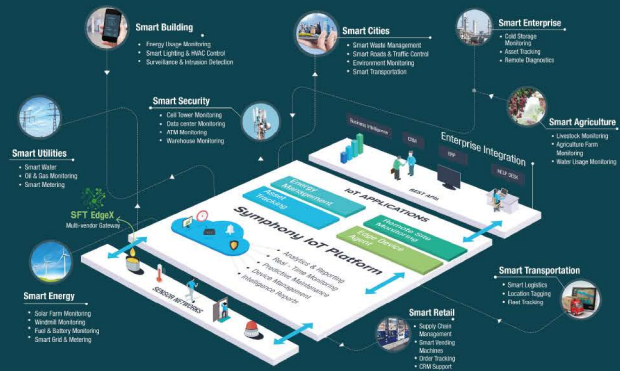 Smart Building
• Energy Usage Monitoring
• Smart Lighting & HVAC Control
• Surveillance & Intrusion Detection
Smart Cities
• Smart Waste Management
• Smart Roads & Traffic Control
• Environment Monitoring
• Smart Transportation
Smart Enterprise
• Cold Storage
Monitoring
• Asset Tracking
• Remote Diagnostics
Smart Security
• Cell Tower Monitoring
• Data center Monitoring
• ATM Monitoring
• Warehouse Monitoring
Smart Agriculture
• Livestock Monitoring
• Agriculture Farm
Monitoring
• Water Usage Monitoring
Smart Utilities
• Smart Water
• Oil & Gas Monitoring
• Smart Metering
Business Intelligence
CRM
ERP
HELP DESK
Enterprise Integration
REST APIs
IoT APPLICATIONS
Energy
Management
Asset
Tracking
Remote Site
Monitoring
Edge Device
Agent
Symphony IoT Platform
• Analytics & Reporting
• Real - Time Monitoring
• Predictive Maintenance
• Device Management
• Intelligence Reports
SFT EdgeX
Multi-vendor Gateway
SENSOR NETWORKS
Smart Energy
• Solar Farm Monitoring
• Windmill Monitoring
• Fuel & Battery Monitoring
• Smart Grid & Metering
Smart Transportation
• Smart Logistics
• Location Tagging
• Fleet Tracking
Smart Retail
• Supply Chain
Management
• Smart Vending
Machines
• Order Tracking
• CRM Support